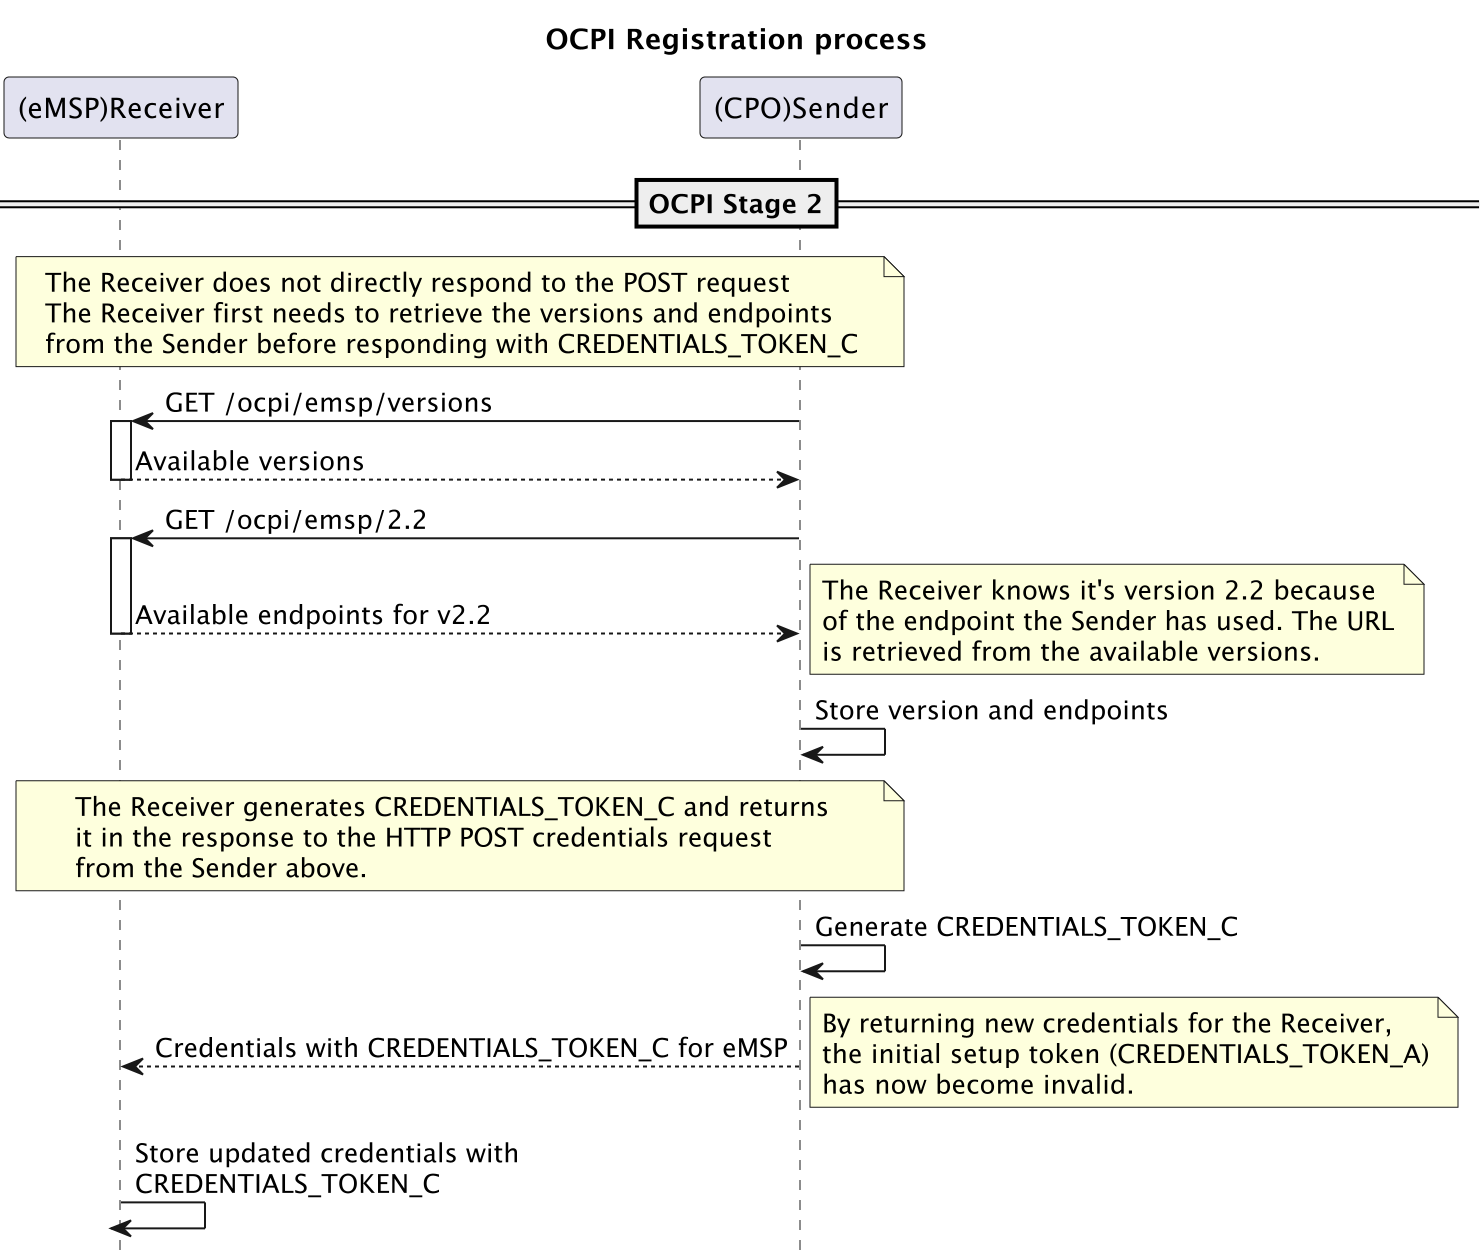 OCPI Registration process
(eMSP)Receiver
(CPO)Sender
OCPI Stage 2
The Receiver does not directly respond to the POST request
The Receiver first needs to retrieve the versions and endpoints
from the Sender before responding with CREDENTIALS_TOKEN_C
GET /ocpi/emsp/versions
Available versions
GET /ocpi/emsp/2.2
The Receiver knows it's version 2.2 because
of the endpoint the Sender has used. The URL
is retrieved from the available versions.
Available endpoints for v2.2
Store version and endpoints
The Receiver generates CREDENTIALS_TOKEN_C and returns
it in the response to the HTTP POST credentials request
from the Sender above.
Generate CREDENTIALS_TOKEN_C
By returning new credentials for the Receiver,
the initial setup token (CREDENTIALS_TOKEN_A)
has now become invalid.
Credentials with CREDENTIALS_TOKEN_C for eMSP
Store updated credentials with
CREDENTIALS_TOKEN_C